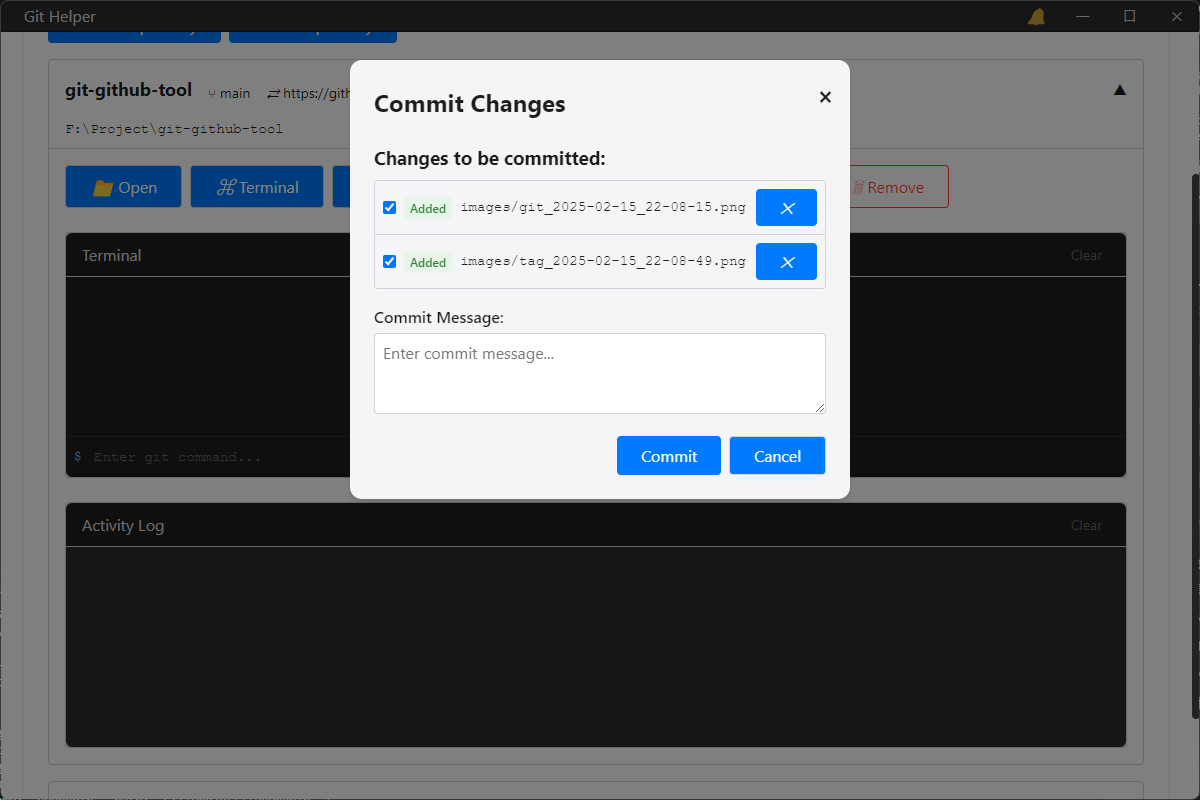 Git Helper
git-github-tool main https://gith
F:\Project\git-github-tool
Open Terminal Remove
Commit Changes
Changes to be committed:
Added images/git_2025-02-15_22-08-15.png
Added images/tag_2025-02-15_22-08-49.png
Commit Message:
Enter commit message...
Commit Cancel
Terminal Clear
$ Enter git command...
Activity Log Clear